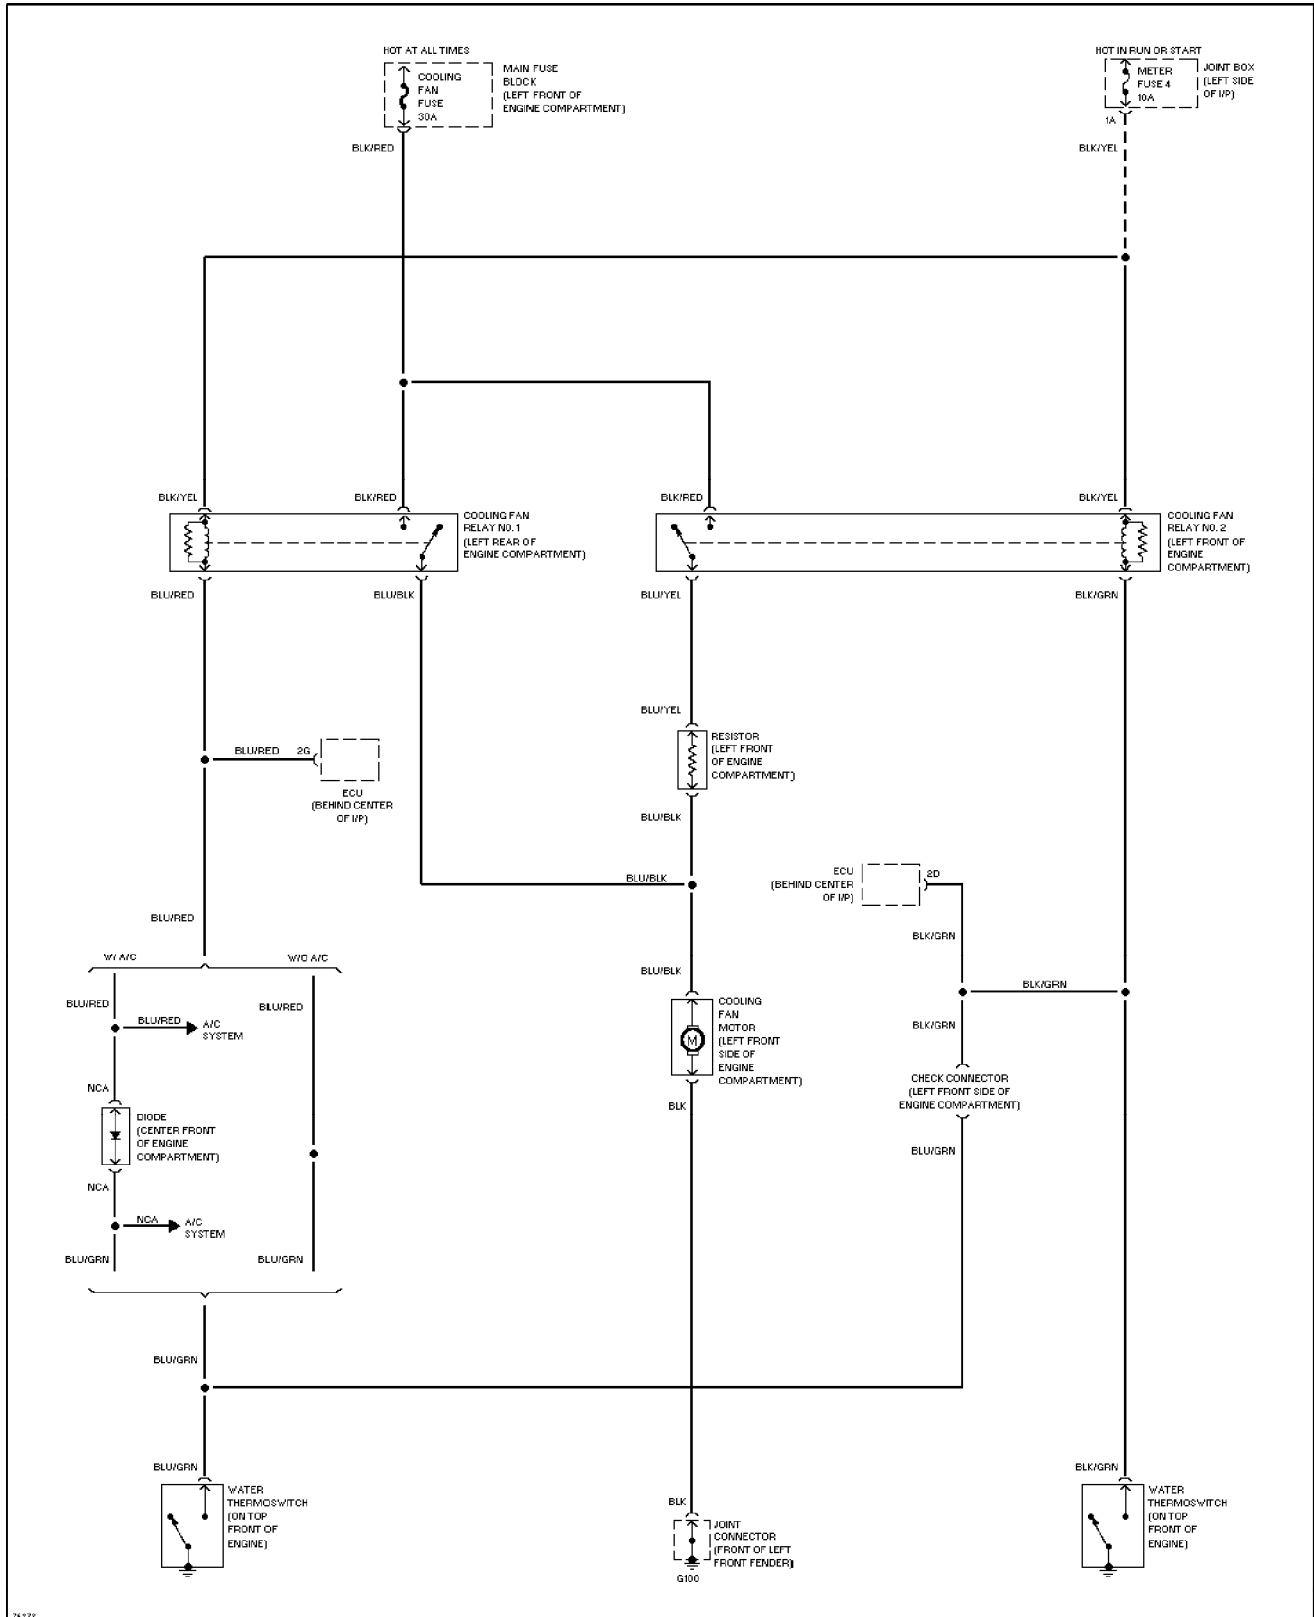 HOT AT ALL TIMES
COOLING
FAN
FUSE
30A
MAIN FUSE
BLOCK
(LEFT FRONT OF
ENGINE COMPARTMENT)
HOT IN RUN OR START
METER
FUSE 4
10A
JOINT BOX
(LEFT SIDE
OF I/P)
1A
BLK/RED
BLK/YEL
BLK/YEL
BLK/RED
BLK/RED
BLK/YEL
COOLING FAN
RELAY NO. 1
(LEFT REAR OF
ENGINE COMPARTMENT)
COOLING FAN
RELAY NO. 2
(LEFT FRONT OF
ENGINE
COMPARTMENT)
BLU/RED
BLU/BLK
BLU/YEL
BLK/GRN
BLU/YEL
RESISTOR
(LEFT FRONT
OF ENGINE
COMPARTMENT)
BLU/RED 2G
ECU
(BEHIND CENTER
OF I/P)
BLU/BLK
BLU/BLK
ECU
(BEHIND CENTER
OF I/P)
2D
BLU/RED
BLK/GRN
W/ A/C
W/O A/C
BLU/BLK
BLK/GRN
BLU/RED
BLU/RED
BLU/RED
A/C
SYSTEM
COOLING
FAN
MOTOR
(LEFT FRONT
SIDE OF
ENGINE
COMPARTMENT)
M
BLK/GRN
NCA
CHECK CONNECTOR
(LEFT FRONT SIDE OF
ENGINE COMPARTMENT)
BLK
DIODE
(CENTER FRONT
OF ENGINE
COMPARTMENT)
BLU/GRN
NCA
NCA
A/C
SYSTEM
BLU/GRN
BLU/GRN
BLU/GRN
BLU/GRN
BLK/GRN
WATER
THERMOSWITCH
(ON TOP
FRONT OF
ENGINE)
BLK
JOINT
CONNECTOR
(FRONT OF LEFT
FRONT FENDER)
G100
WATER
THERMOSWITCH
(ON TOP
FRONT OF
ENGINE)